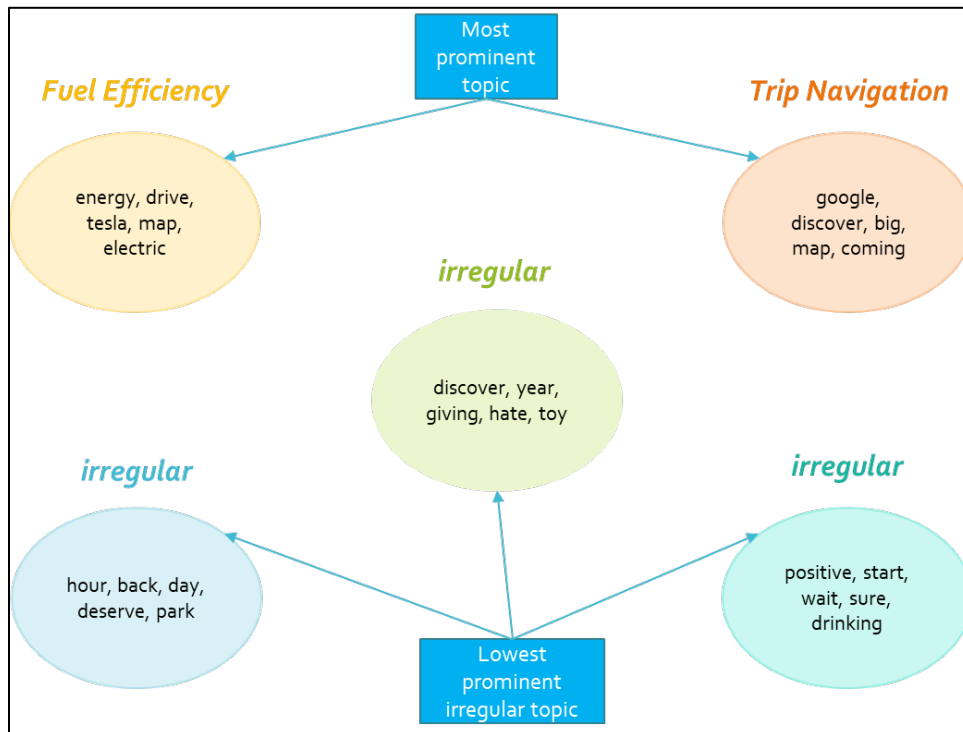 Most
prominent
topic
Fuel Efficiency
Trip Navigation
energy, drive,
tesla, map,
electric
google,
discover, big,
map, coming
irregular
discover, year,
giving, hate, toy
irregular
irregular
hour, back, day,
deserve, park
positive, start,
wait, sure,
drinking
Lowest
prominent
irregular topic